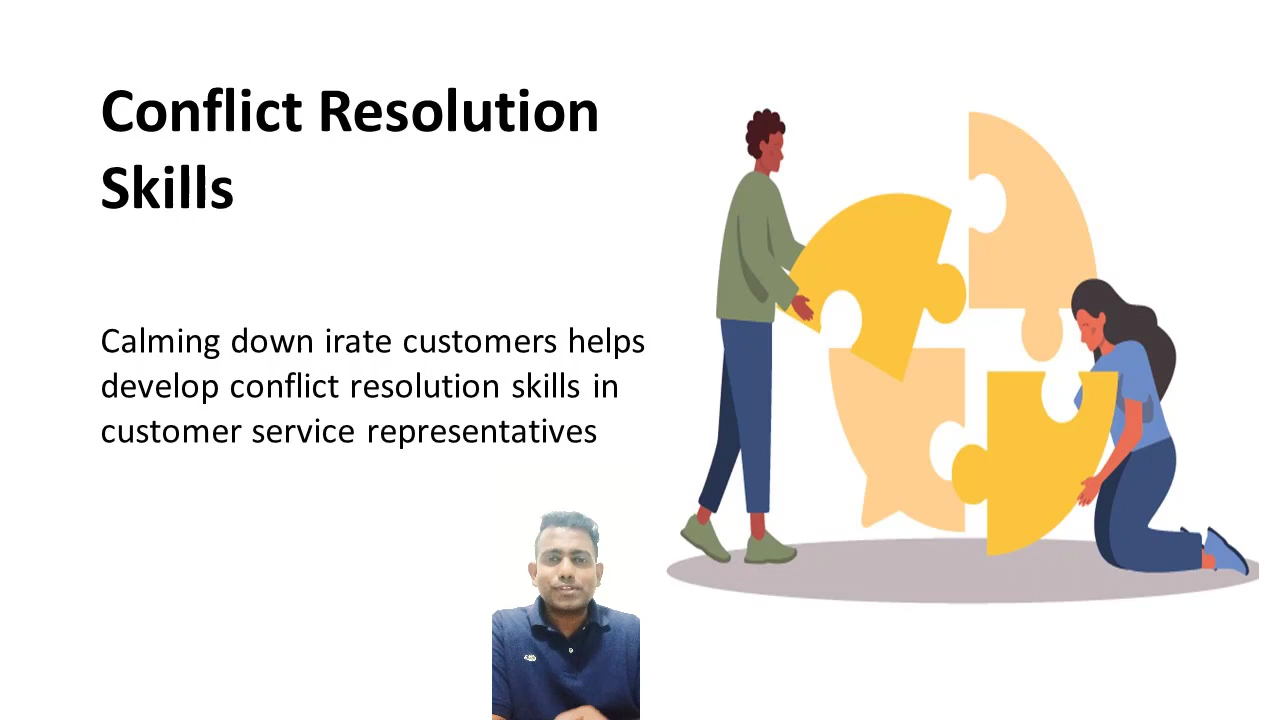 Conflict Resolution
Skills
Calming down irate customers helps
develop conflict resolution skills in
customer service representatives